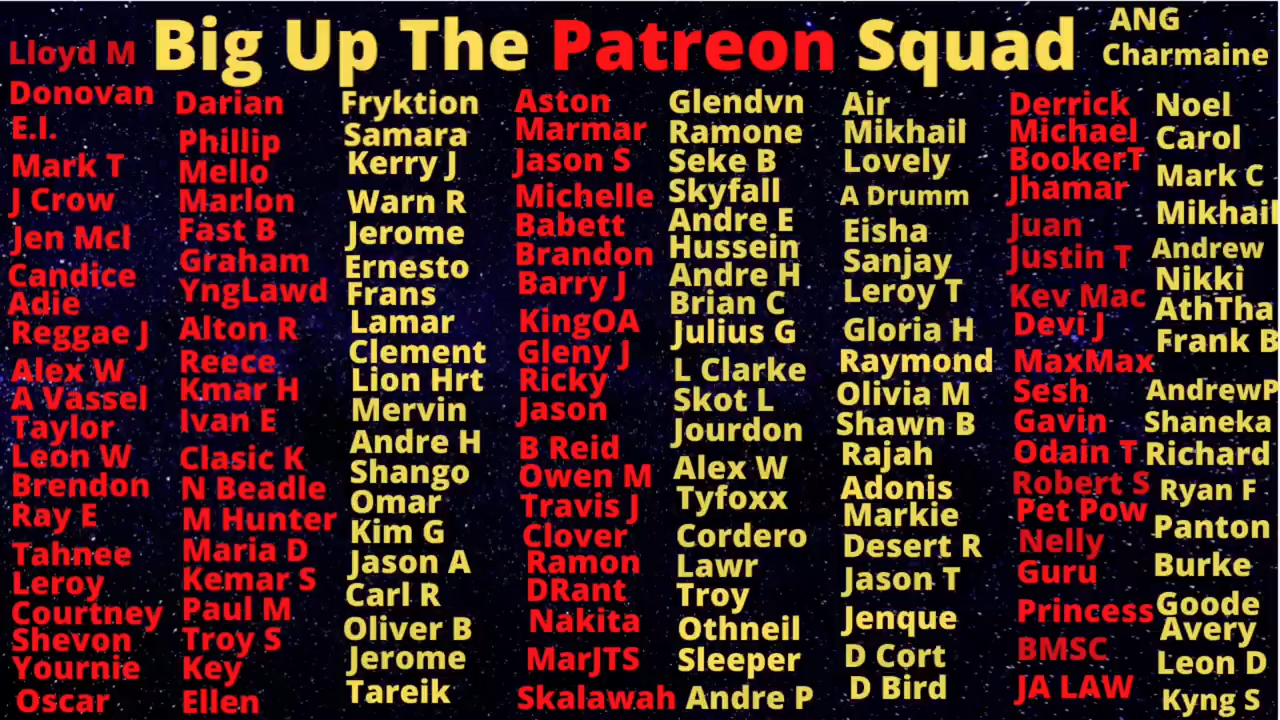 Big Up The Patreon Squad
Lloyd M
Donovan
E.I.
Mark T
J Crow
Jen Mcl
Candice
Adie
Reggae J
Alex W
A Vassel
Taylor
Leon W
Brendon
Ray E
Tahnee
Leroy
Courtney
Shevon
Yournie
Oscar
Darian
Phillip
Mello
Marlon
Fast B
Graham
YngLawd
Alton R
Reece
Kmar H
Ivan E
Clasic K
N Beadle
M Hunter
Maria D
Kemar S
Paul M
Troy S
Key
Ellen
Fryktion
Samara
Kerry J
Warn R
Jerome
Ernesto
Frans
Lamar
Clement
Lion Hrt
Mervin
Andre H
Shango
Omar
Kim G
Jason A
Carl R
Oliver B
Jerome
Tareik
Aston
Marmar
Jason S
Michelle
Babett
Brandon
Barry J
KingOA
Gleny J
Ricky
Jason
B Reid
Owen M
Travis J
Clover
Ramon
DRant
Nakita
MarJTS
Skalawah
Glendvn
Ramone
Seke B
Skyfall
Andre E
Hussein
Andre H
Brian C
Julius G
L Clarke
Skot L
Jourdon
Alex W
Tyfoxx
Cordero
Lawr
Troy
Othneil
Sleeper
Andre P
Air
Mikhail
Lovely
A Drumm
Eisha
Sanjay
Leroy T
Gloria H
Raymond
Olivia M
Shawn B
Rajah
Adonis
Markie
Desert R
Jason T
Jenque
D Cort
D Bird
Derrick
Michael
BookerT
Jhamar
Juan
Justin T
Kev Mac
Devi J
MaxMax
Sesh
Gavin
Odain T
Robert S
Pet Pow
Nelly
Guru
Princess
BMSC
JA LAW
ANG
Charmaine
Noel
Carol
Mark C
Mikhail
Andrew
Nikki
AthTha
Frank B
AndrewP
Shaneka
Richard
Ryan F
Panton
Burke
Goode
Avery
Leon D
Kyng S